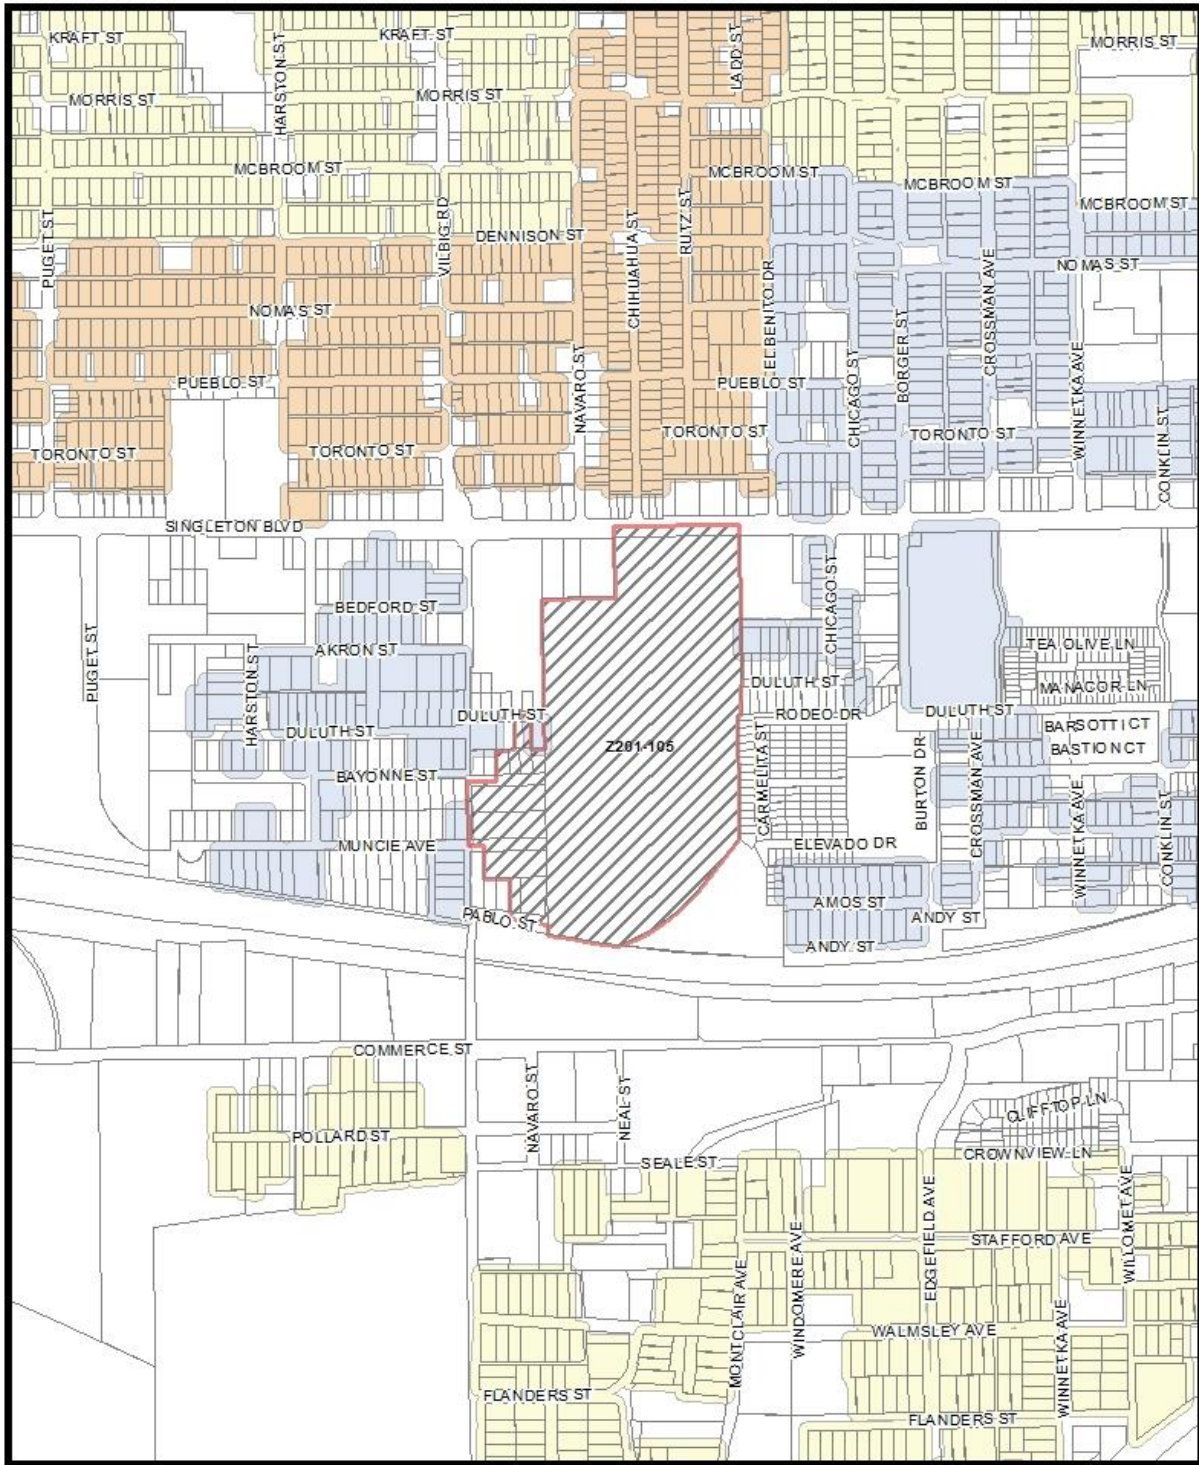 KRAFT ST
KRAFT ST
LADD ST
MORRIS ST
HARSTON ST
MORRIS ST
MORRIS ST
MCBROOM ST
MCBROOM ST
MCBROOM ST
MCBROOM ST
PUGET ST
VILBIG RD
DENNISON ST
CHIHUAHUA ST
RUTZ ST
EL BENITO DR
CROSSMAN AVE
NOMAS ST
NOMAS ST
BORGER ST
PUEBLO ST
NAVARO ST
PUEBLO ST
CHICAGO ST
WINNETKA AVE
TORONTO ST
TORONTO ST
TORONTO ST
TORONTO ST
CONKLIN ST
SINGLETON BLVD
BEDFORD ST
CHICAGO ST
PUGET ST
AKRON ST
TEA OLIVE LN
HARSTON ST
DULUTH ST
MANACOR LN
DULUTH ST
RODEO DR
DULUTH ST
DULUTH ST
BARSOTTI CT
Z201-105
BASTION CT
BAYONNE ST
CARMELITA ST
BURTON DR
CROSSMAN AVE
WINNETKA AVE
CONKLIN ST
MUNCIE AVE
ELEVADO DR
AMOS ST
PABLO ST
ANDY ST
ANDY ST
COMMERCE ST
NAVARO ST
NEAL ST
CLIFFTOP LN
POLLARD ST
SEALE ST
CROWNVIEW LN
WILLOMET AVE
EDGEFIELD AVE
STAFFORD AVE
MONTCLAIR AVE
WINDOMERE AVE
WINNETKA AVE
WALMSLEY AVE
FLANDERS ST
FLANDERS ST